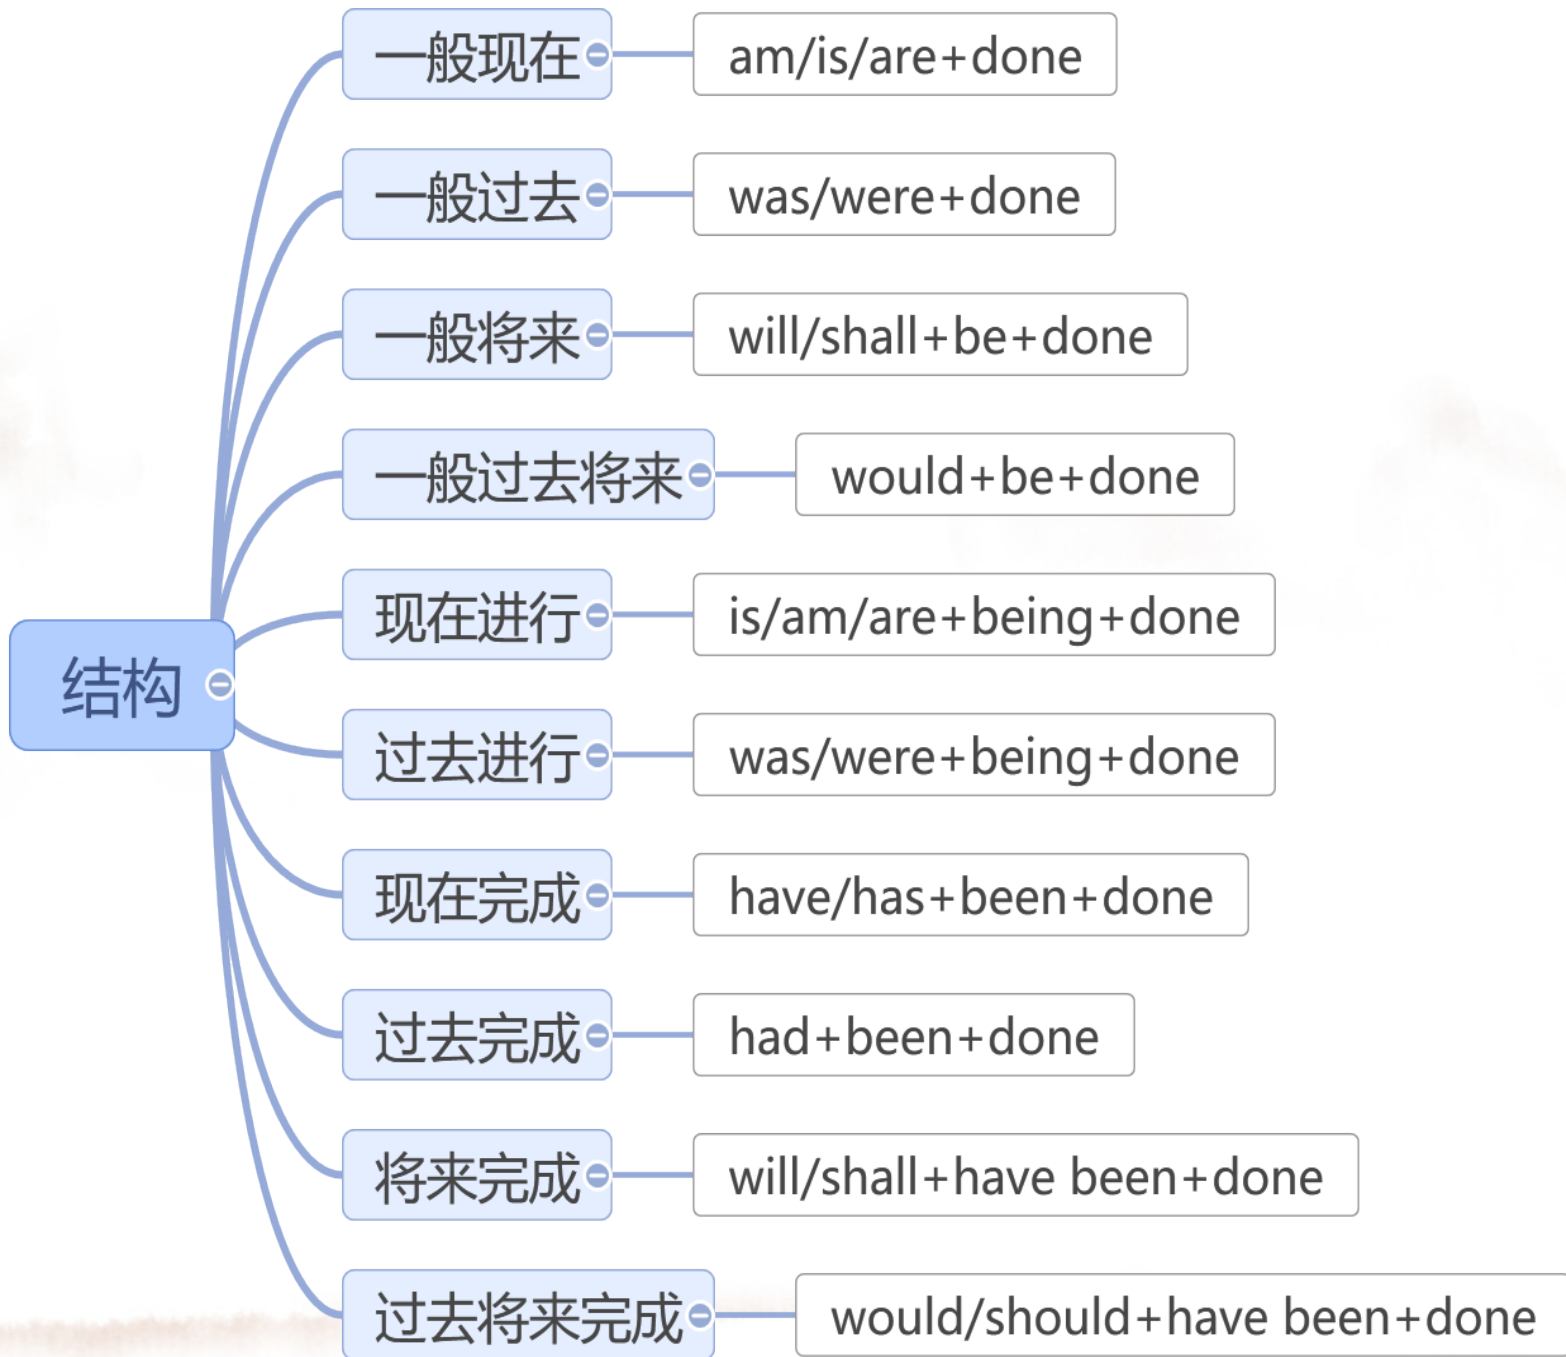 一般现在
am/is/are+done
一般过去
was/were+done
一般将来
will/shall+be+done
一般过去将来
would+be+done
现在进行
is/am/are+being+done
结构
过去进行
was/were+being+done
现在完成
have/has+been+done
过去完成
had+been+done
将来完成
will/shall+have been+done
过去将来完成
would/should+have been+done